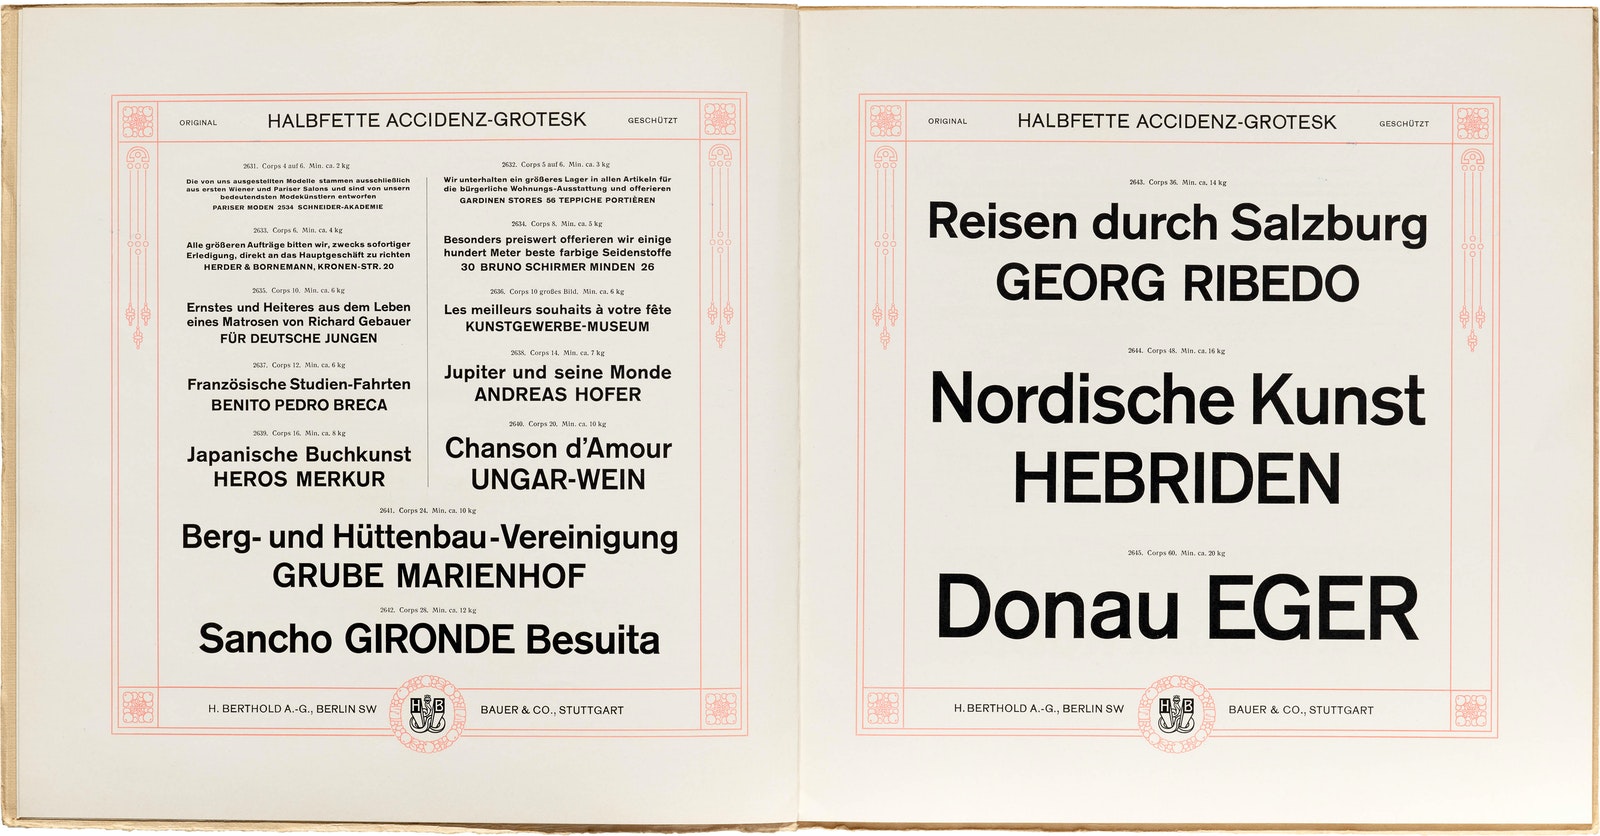 ORIGINAL HALBFETTE ACCIDENZ-GROTESK GESCHÜTZT
2631. Corps 4 auf 6. Min. ca. 2 kg
Die von uns ausgestellten Modelle stammen ausschließlich
aus ersten Wiener und Pariser Salons und sind von unsern
bedeutendsten Modekünstlern entworfen
PARISER MODEN 2534 SCHNEIDER-AKADEMIE
2633. Corps 6. Min. ca. 4 kg
Alle größeren Aufträge bitten wir, zwecks sofortiger
Erledigung, direkt an das Hauptgeschäft zu richten
HERDER & BORNEMANN, KRONEN-STR. 20
2635. Corps 10. Min. ca. 6 kg
Ernstes und Heiteres aus dem Leben
eines Matrosen von Richard Gebauer
FÜR DEUTSCHE JUNGEN
2637. Corps 12. Min. ca. 6 kg
Französische Studien-Fahrten
BENITO PEDRO BRECA
2639. Corps 16. Min. ca. 8 kg
Japanische Buchkunst
HEROS MERKUR
2632. Corps 5 auf 6. Min. ca. 3 kg
Wir unterhalten ein größeres Lager in allen Artikeln für
die bürgerliche Wohnungs-Ausstattung und offerieren
GARDINEN STORES 56 TEPPICHE PORTIÈREN
2634. Corps 8. Min. ca. 5 kg
Besonders preiswert offerieren wir einige
hundert Meter beste farbige Seidenstoffe
30 BRUNO SCHIRMER MINDEN 26
2636. Corps 10 großes Bild. Min. ca. 6 kg
Les meilleurs souhaits à votre fête
KUNSTGEWERBE-MUSEUM
2638. Corps 14. Min. ca. 7 kg
Jupiter und seine Monde
ANDREAS HOFER
2640. Corps 20. Min. ca. 10 kg
Chanson d'Amour
UNGAR-WEIN
2641. Corps 24. Min. ca. 10 kg
Berg- und Hüttenbau-Vereinigung
GRUBE MARIENHOF
2642. Corps 28. Min. ca. 12 kg
Sancho GIRONDE Besuita
H. BERTHOLD A.-G., BERLIN SW H B BAUER & CO., STUTTGART
ORIGINAL HALBFETTE ACCIDENZ-GROTESK GESCHÜTZT
2643. Corps 36. Min. ca. 14 kg
Reisen durch Salzburg
GEORG RIBEDO
2644. Corps 48. Min. ca. 16 kg
Nordische Kunst
HEBRIDEN
2645. Corps 60. Min. ca. 20 kg
Donau EGER
H. BERTHOLD A.-G., BERLIN SW H B BAUER & CO., STUTTGART